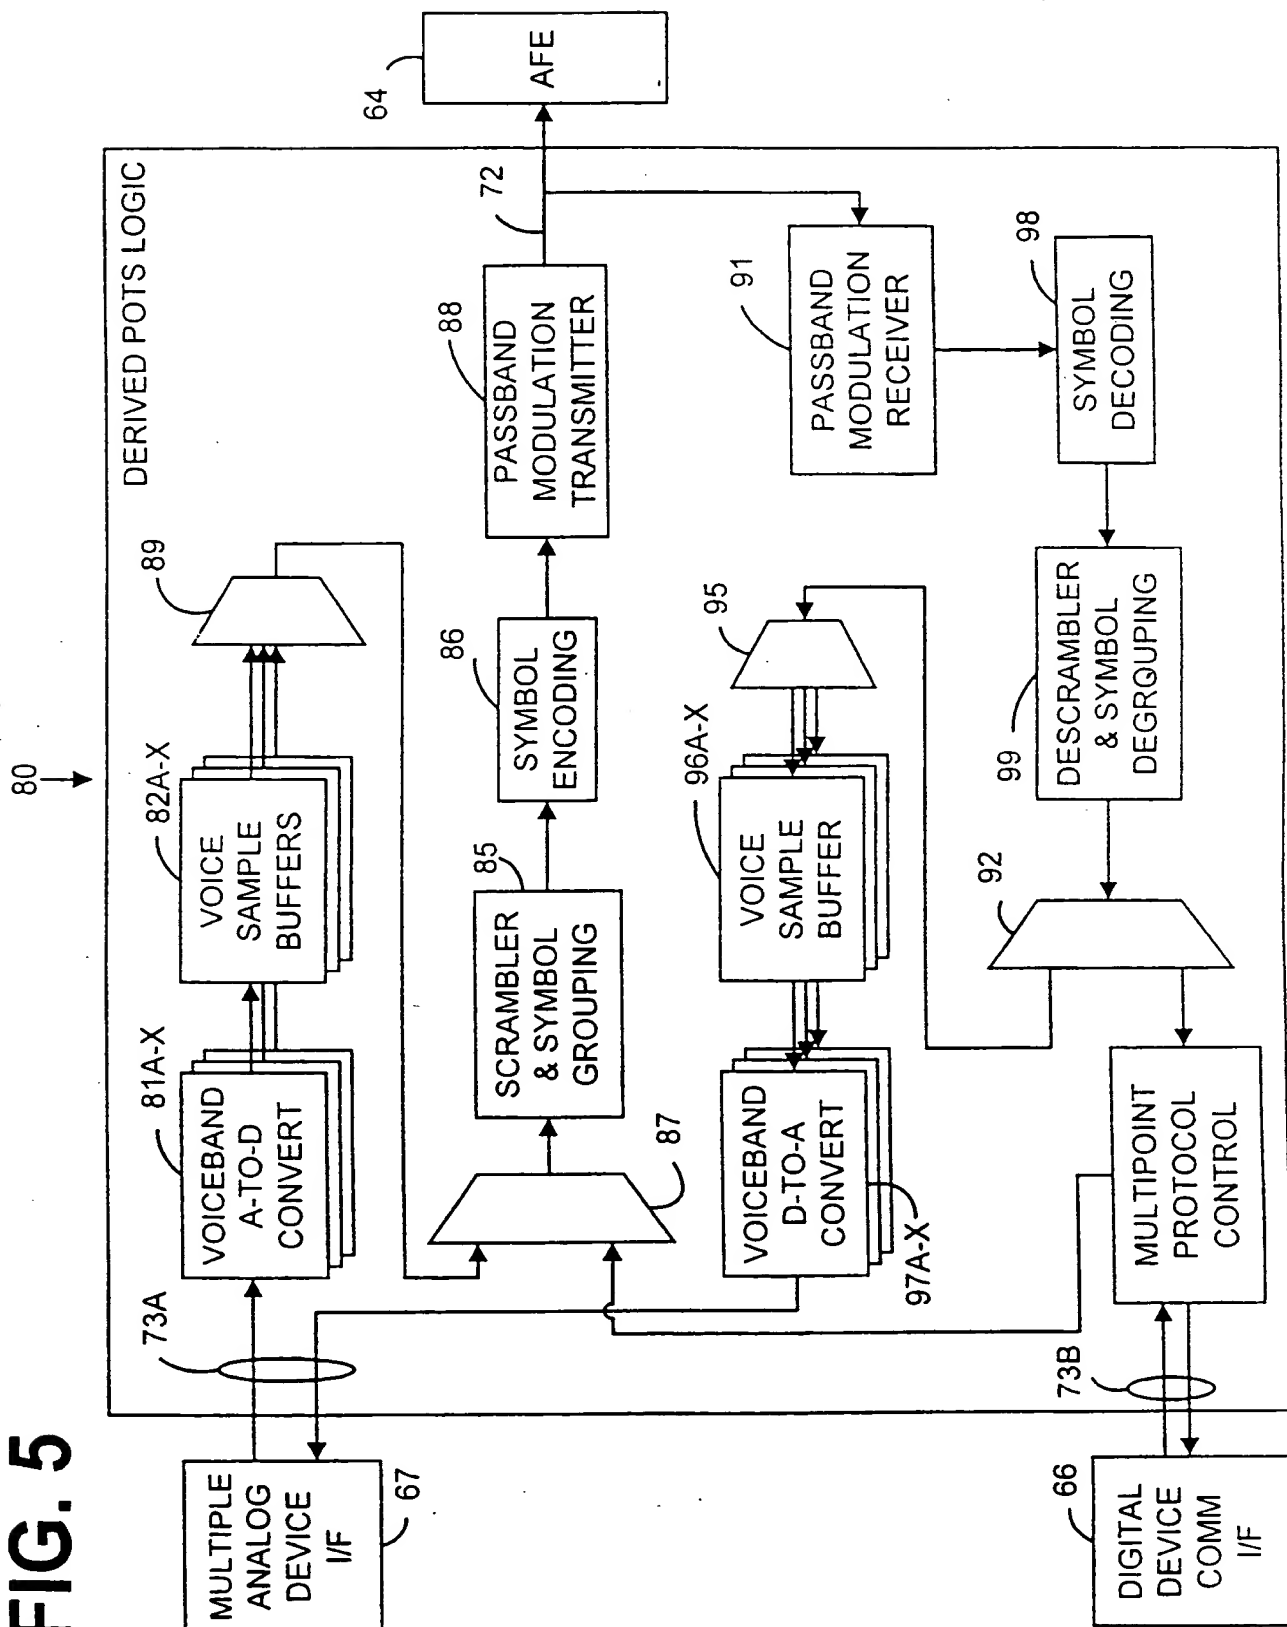 FIG. 5
80
DERIVED POTS LOGIC
MULTIPLE
ANALOG
DEVICE
I/F
67
73A
81A-X
VOICEBAND
A-TO-D
CONVERT
82A-X
VOICE
SAMPLE
BUFFERS
89
87
85
SCRAMBLER
& SYMBOL
GROUPING
86
SYMBOL
ENCODING
88
PASSBAND
MODULATION
TRANSMITTER
72
64
AFE
97A-X
VOICEBAND
D-TO-A
CONVERT
96A-X
VOICE
SAMPLE
BUFFER
95
91
PASSBAND
MODULATION
RECEIVER
98
SYMBOL
DECODING
99
DESCRAMBLER
& SYMBOL
DEGROUPING
92
MULTIPOINT
PROTOCOL
CONTROL
73B
66
DIGITAL
DEVICE
COMM
I/F